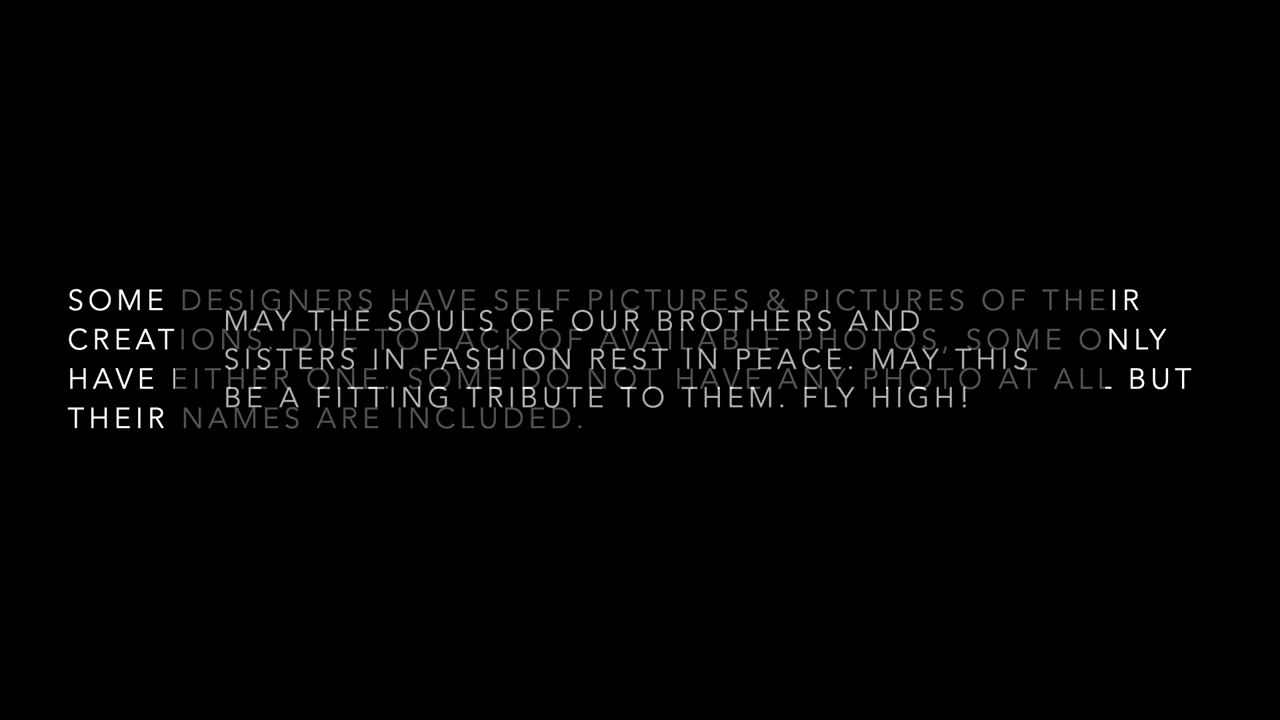 SOME DESIGNERS HAVE SELF PICTURES & PICTURES OF THEIR
CREATIONS. DUE TO LACK OF AVAILABLE PHOTOS, SOME ONLY
HAVE EITHER ONE. SOME DO NOT HAVE ANY PHOTO AT ALL - BUT
THEIR NAMES ARE INCLUDED.
MAY THE SOULS OF OUR BROTHERS AND
SISTERS IN FASHION REST IN PEACE. MAY THIS
BE A FITTING TRIBUTE TO THEM. FLY HIGH!